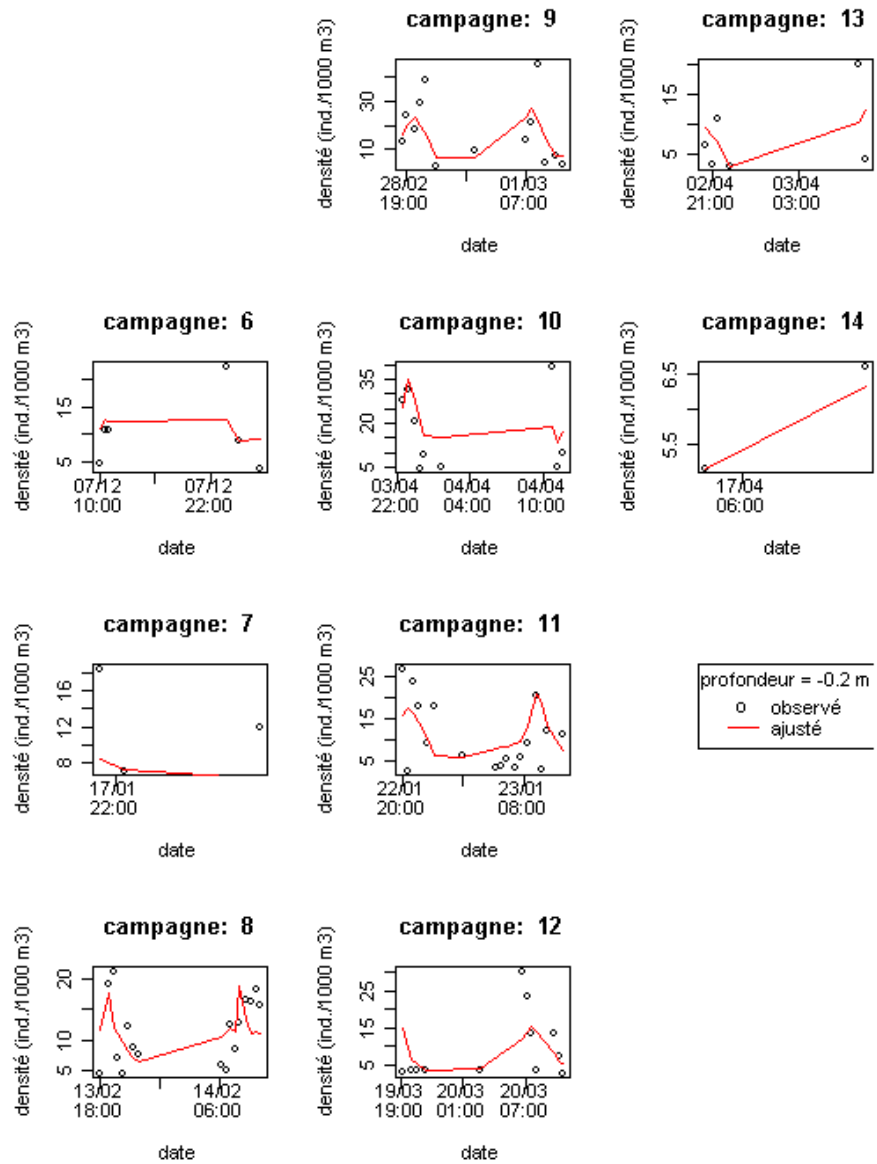 campagne: 9
densité (ind./1000 m3)
10
30
28/02
19:00
01/03
07:00
date
campagne: 13
densité (ind./1000 m3)
5
15
02/04
21:00
03/04
03:00
date
campagne: 6
densité (ind./1000 m3)
5
15
07/12
10:00
07/12
22:00
date
campagne: 10
densité (ind./1000 m3)
5
20
35
03/04
22:00
04/04
04:00
04/04
10:00
date
campagne: 14
densité (ind./1000 m3)
5.5
6.5
17/04
06:00
date
campagne: 7
densité (ind./1000 m3)
8
12
16
17/01
22:00
date
campagne: 11
densité (ind./1000 m3)
5
15
25
22/01
20:00
23/01
08:00
date
profondeur = -0.2 m
observé
ajusté
campagne: 8
densité (ind./1000 m3)
5
10
20
13/02
18:00
14/02
06:00
date
campagne: 12
densité (ind./1000 m3)
5
15
25
19/03
19:00
20/03
01:00
20/03
07:00
date